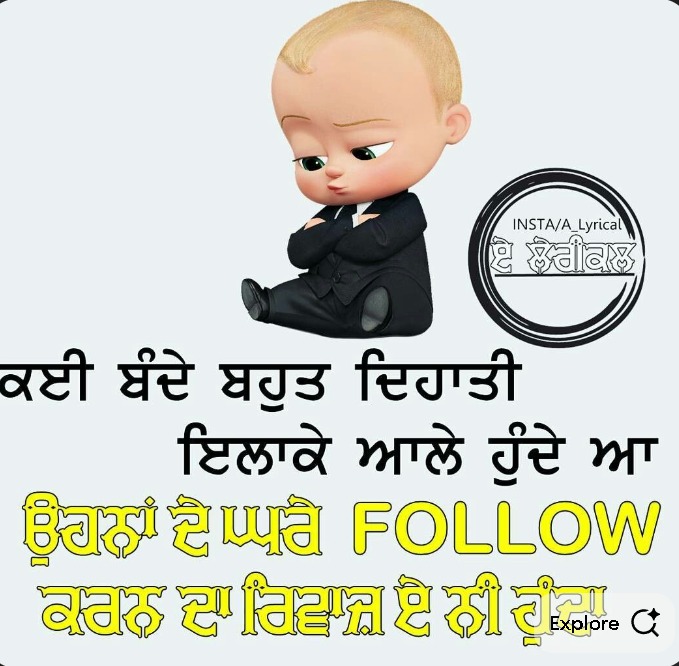 INSTA/A_Lyrical
ਏ ਲੇਰੀਕਲ
ਕਈ ਬੰਦੇ ਬਹੁਤ ਦਿਹਾਤੀ
ਇਲਾਕੇ ਆਲੇ ਹੁੰਦੇ ਆ
ਉਹਨਾਂ ਦੇ ਘਰੇ FOLLOW
ਕਰਨ ਦਾ ਰਿਵਾਜ਼ ਏ ਨੀ ਹੁੰਦਾ
Explore